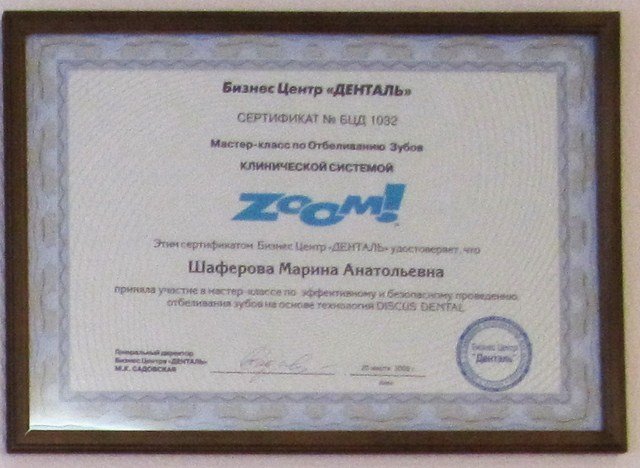 Бизнес Центр «ДЕНТАЛЬ»
СЕРТИФИКАТ № БЦД 1032
Мастер-класс по Отбеливанию Зубов
КЛИНИЧЕСКОЙ СИСТЕМОЙ
ZOOM!
Этим сертификатом Бизнес Центр «ДЕНТАЛЬ» удостоверяет, что
Шаферова Марина Анатольевна
приняла участие в мастер-классе по эффективному и безопасному проведению
отбеливания зубов на основе технологии DISCUS DENTAL
Генеральный директор
Бизнес Центра «ДЕНТАЛЬ»
М.К. САДОВСКАЯ
20 марта
Бизнес Центр
"Денталь"